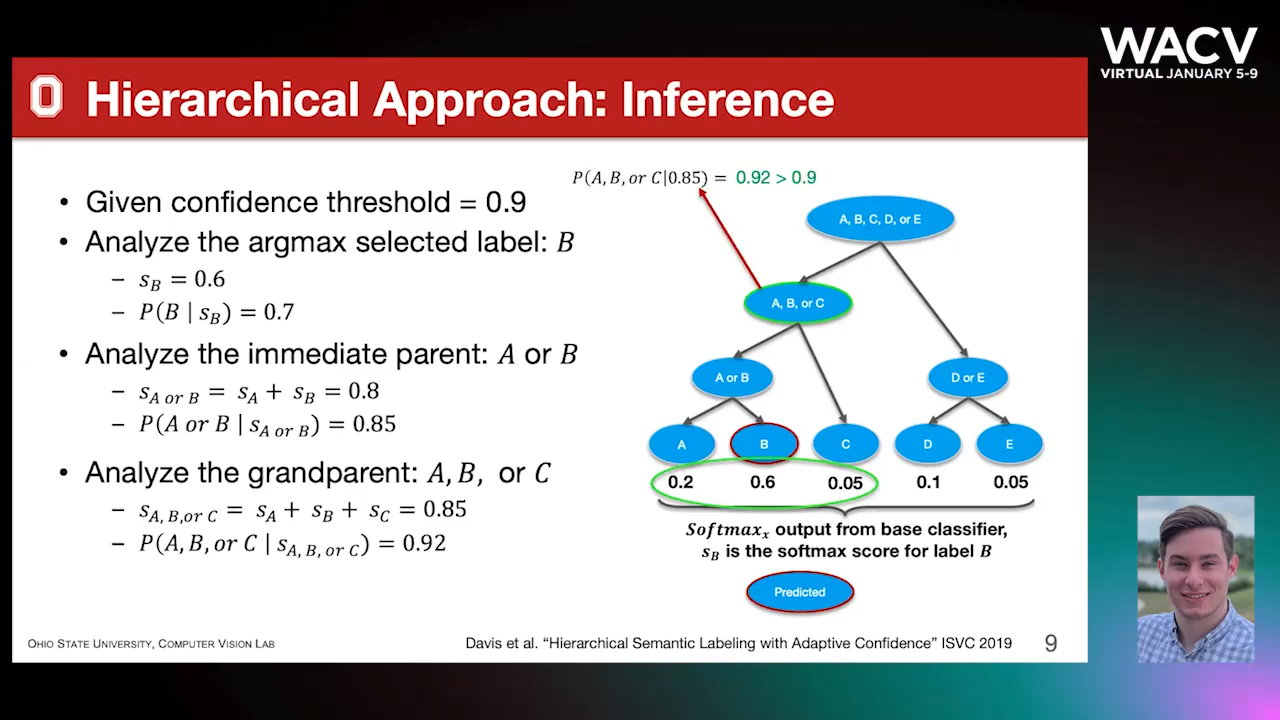 WACV
VIRTUAL JANUARY 5-9
Hierarchical Approach: Inference
• Given confidence threshold = 0.9
• Analyze the argmax selected label: B
– s_B = 0.6
– P(B | s_B) = 0.7
• Analyze the immediate parent: A or B
– s_{A or B} = s_A + s_B = 0.8
– P(A or B | s_{A or B}) = 0.85
• Analyze the grandparent: A, B, or C
– s_{A, B, or C} = s_A + s_B + s_C = 0.85
– P(A, B, or C | s_{A, B, or C}) = 0.92
P(A, B, or C|0.85) = 0.92 > 0.9
A, B, C, D, or E
A, B, or C
A or B
D or E
A B C D E
0.2 0.6 0.05 0.1 0.05
Softmax_x output from base classifier,
s_B is the softmax score for label B
Predicted
OHIO STATE UNIVERSITY, COMPUTER VISION LAB
Davis et al. “Hierarchical Semantic Labeling with Adaptive Confidence” ISVC 2019
9